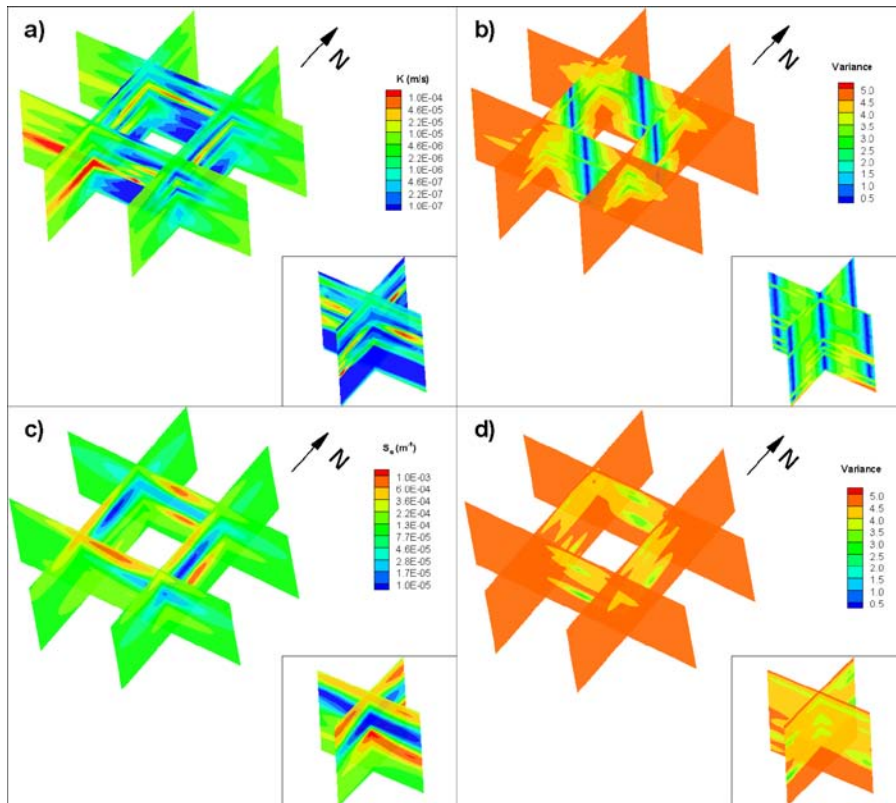 a)
N
K (m/s)
1.0E-04
4.6E-05
2.2E-05
1.0E-05
4.6E-06
2.2E-06
1.0E-06
4.6E-07
2.2E-07
1.0E-07
b)
N
Variance
5.0
4.5
4.0
3.5
3.0
2.5
2.0
1.5
1.0
0.5
c)
N
Sₛ (m⁻¹)
1.0E-03
6.0E-04
3.6E-04
2.2E-04
1.3E-04
7.7E-05
4.6E-05
2.8E-05
1.7E-05
1.0E-05
d)
N
Variance
5.0
4.5
4.0
3.5
3.0
2.5
2.0
1.5
1.0
0.5